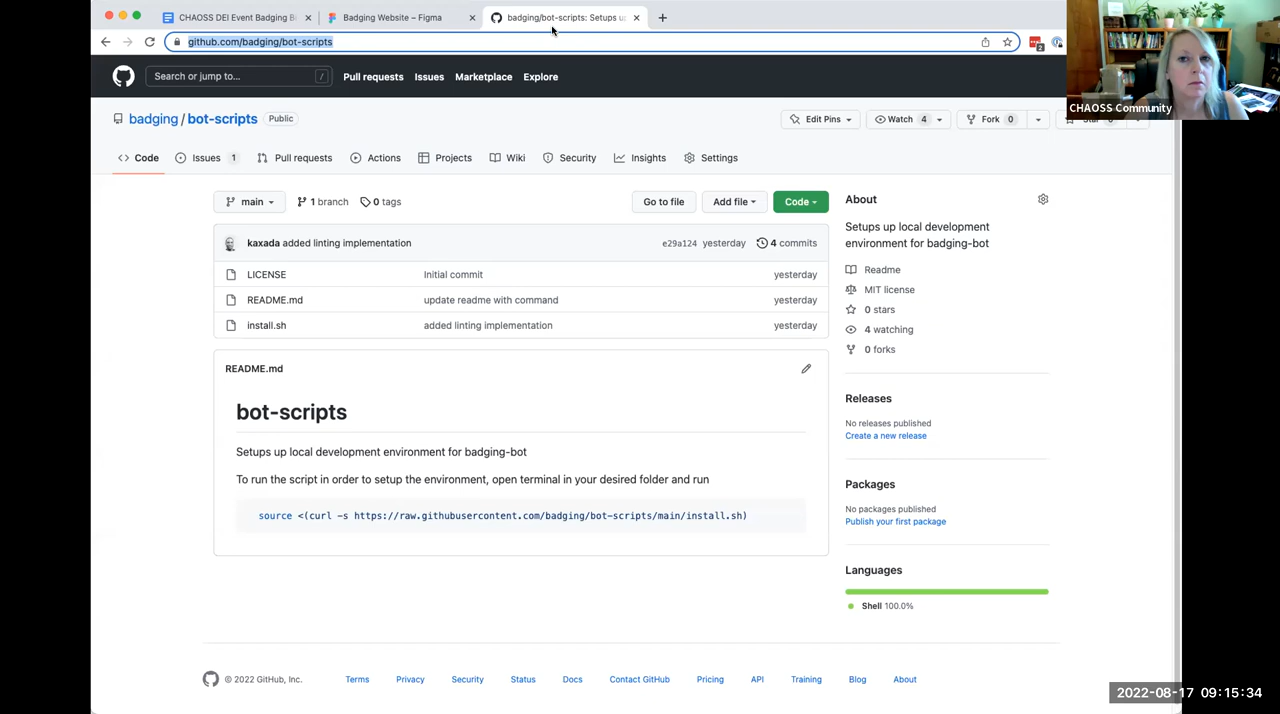 CHAOSS DEI Event Badging B
Badging Website – Figma
badging/bot-scripts: Setups u
github.com/badging/bot-scripts
2
Search or jump to...
/
Pull requests
Issues
Marketplace
Explore
CHAOSS Community
badging / bot-scripts
Public
Edit Pins
Watch 4
Fork 0
Code
Issues 1
Pull requests
Actions
Projects
Wiki
Security
Insights
Settings
main
1 branch
0 tags
Go to file
Add file
Code
kaxada added linting implementation
e29a124 yesterday
4 commits
LICENSE
Initial commit
yesterday
README.md
update readme with command
yesterday
install.sh
added linting implementation
yesterday
README.md
bot-scripts
Setups up local development environment for badging-bot
To run the script in order to setup the environment, open terminal in your desired folder and run
source <(curl -s https://raw.githubusercontent.com/badging/bot-scripts/main/install.sh)
About
Setups up local development
environment for badging-bot
Readme
MIT license
0 stars
4 watching
0 forks
Releases
No releases published
Create a new release
Packages
No packages published
Publish your first package
Languages
Shell 100.0%
© 2022 GitHub, Inc.
Terms
Privacy
Security
Status
Docs
Contact GitHub
Pricing
API
Training
Blog
About
2022-08-17 09:15:34